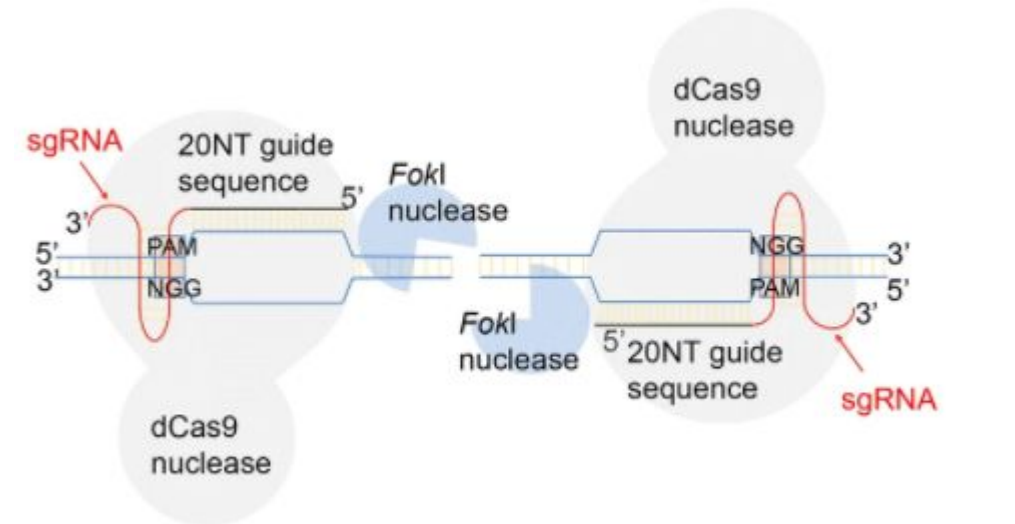 dCas9
nuclease
sgRNA
20NT guide
sequence
5’
FokI
nuclease
3’
5’
3’
PAM
NGG
NGG
PAM
3’
5’
3’
FokI
nuclease
5’
20NT guide
sequence
sgRNA
dCas9
nuclease